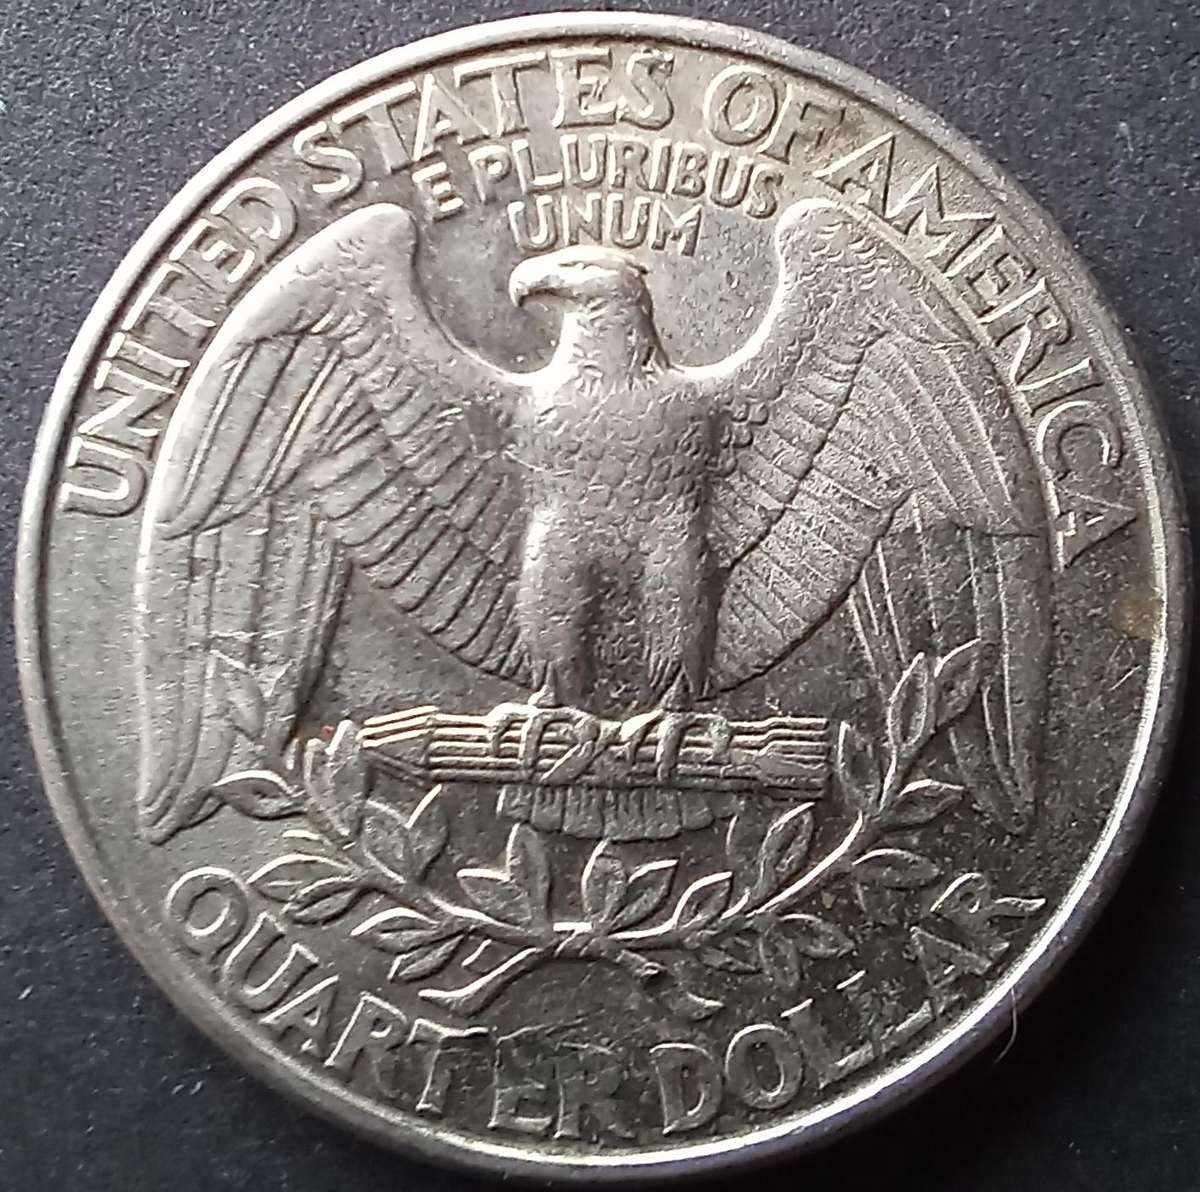 UNITED STATES OF AMERICA
E PLURIBUS
UNUM
QUARTER DOLLAR